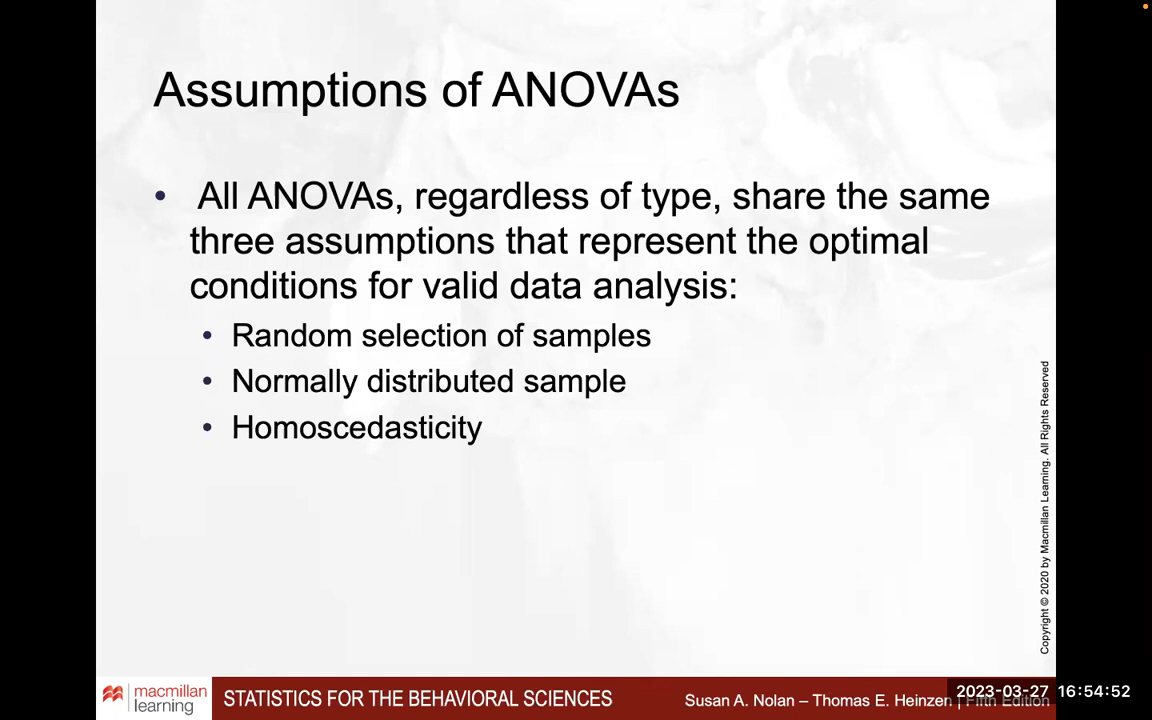 Assumptions of ANOVAs
• All ANOVAs, regardless of type, share the same
three assumptions that represent the optimal
conditions for valid data analysis:
• Random selection of samples
• Normally distributed sample
• Homoscedasticity
Copyright © 2020 by Macmillan Learning. All Rights Reserved
macmillan
learning
STATISTICS FOR THE BEHAVIORAL SCIENCES
Susan A. Nolan – Thomas E. Heinzen | Fifth Edition
2023-03-27 16:54:52